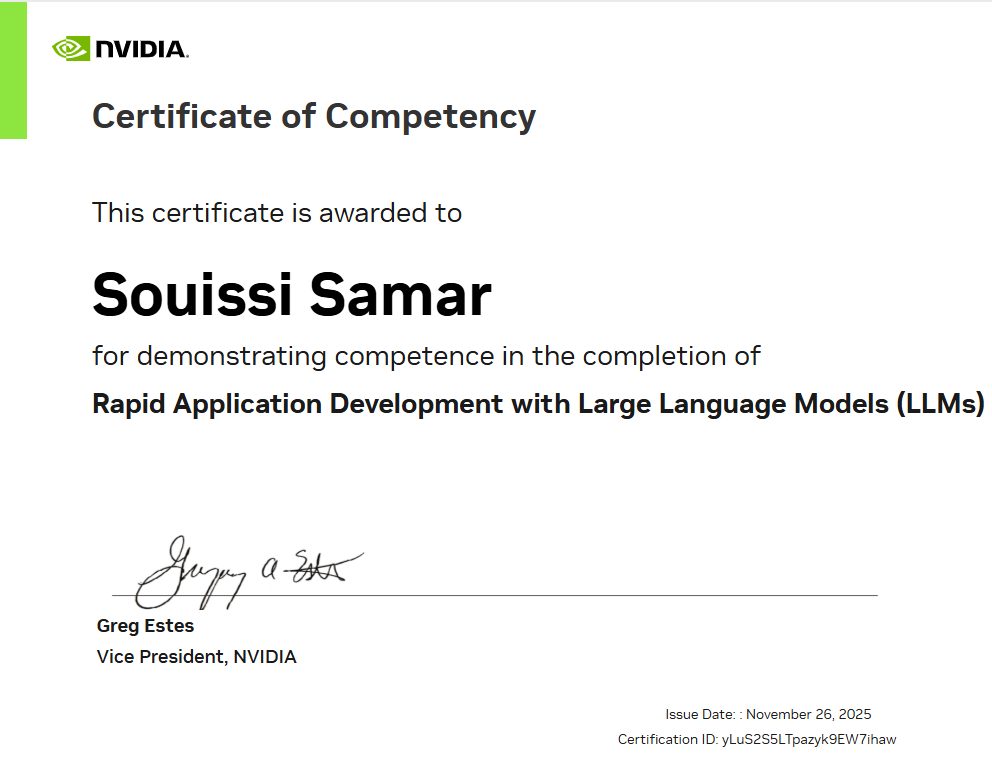 NVIDIA.
Certificate of Competency
This certificate is awarded to
Souissi Samar
for demonstrating competence in the completion of
Rapid Application Development with Large Language Models (LLMs)
Gregory A Estes
Greg Estes
Vice President, NVIDIA
Issue Date: : November 26, 2025
Certification ID: yLuS2S5LTpazyk9EW7ihaw